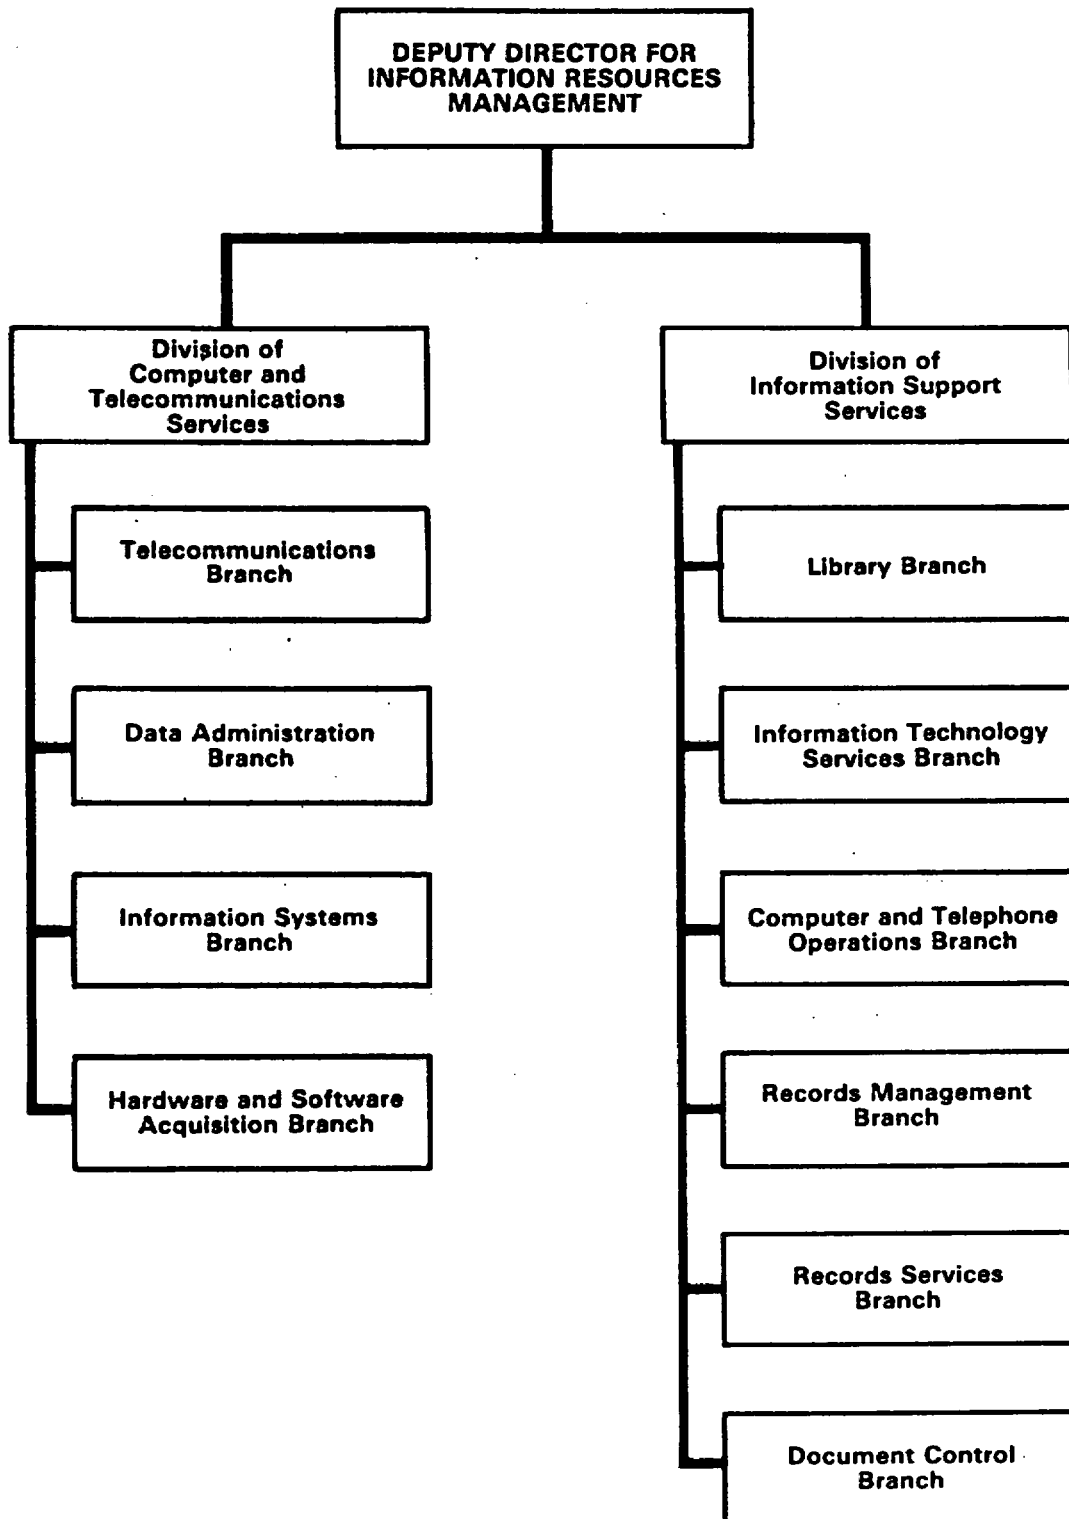 DEPUTY DIRECTOR FOR
INFORMATION RESOURCES
MANAGEMENT
Division of
Computer and
Telecommunications
Services
Telecommunications
Branch
Data Administration
Branch
Information Systems
Branch
Hardware and Software
Acquisition Branch
Division of
Information Support
Services
Library Branch
Information Technology
Services Branch
Computer and Telephone
Operations Branch
Records Management
Branch
Records Services
Branch
Document Control
Branch